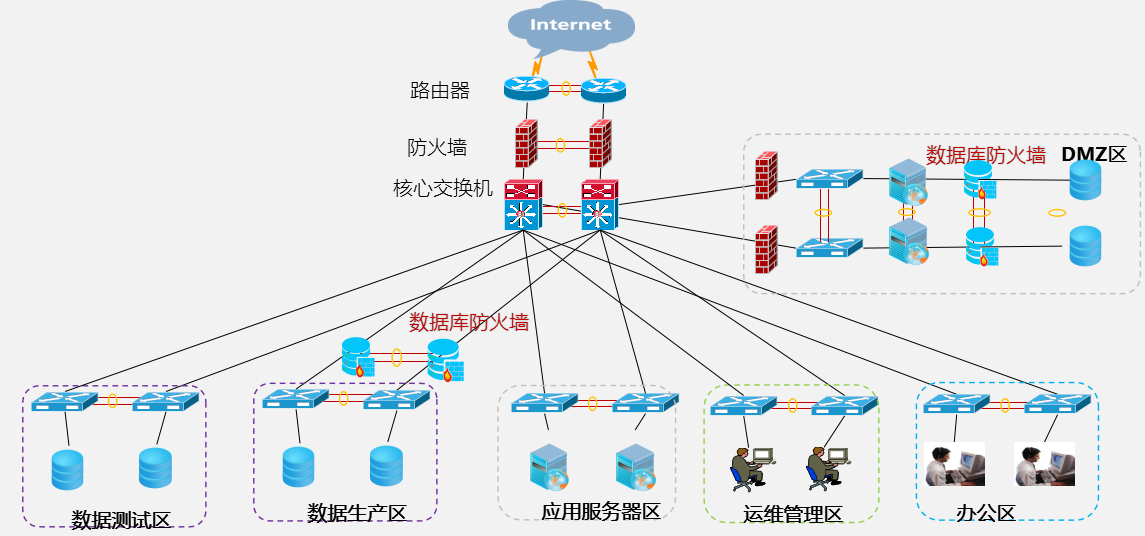 Internet
路由器
防火墙
数据库防火墙
DMZ区
核心交换机
数据库防火墙
数据测试区
数据生产区
应用服务器区
运维管理区
办公区